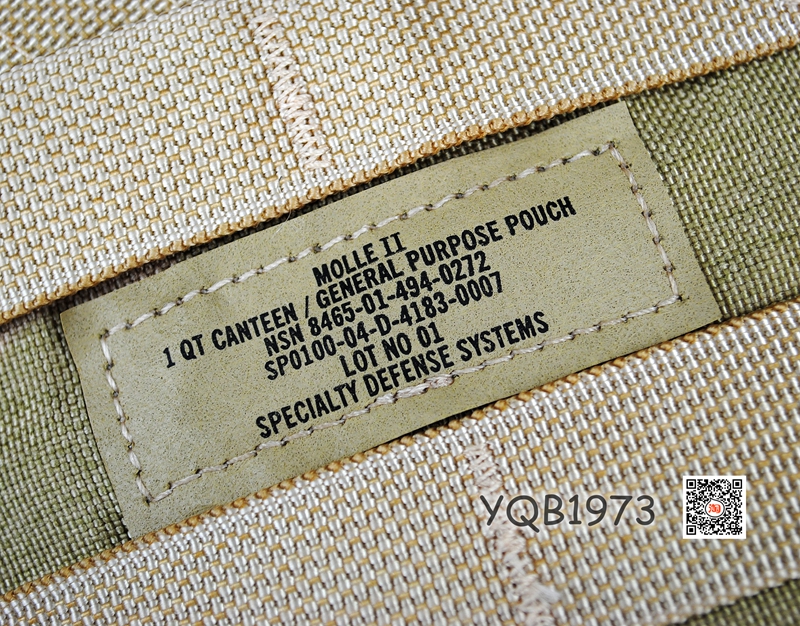 MOLLE II
1 QT CANTEEN / GENERAL PURPOSE POUCH
NSN 8465-01-494-0272
SP0100-04-D-4183-0007
LOT NO 01
SPECIALTY DEFENSE SYSTEMS
YQB1973
淘